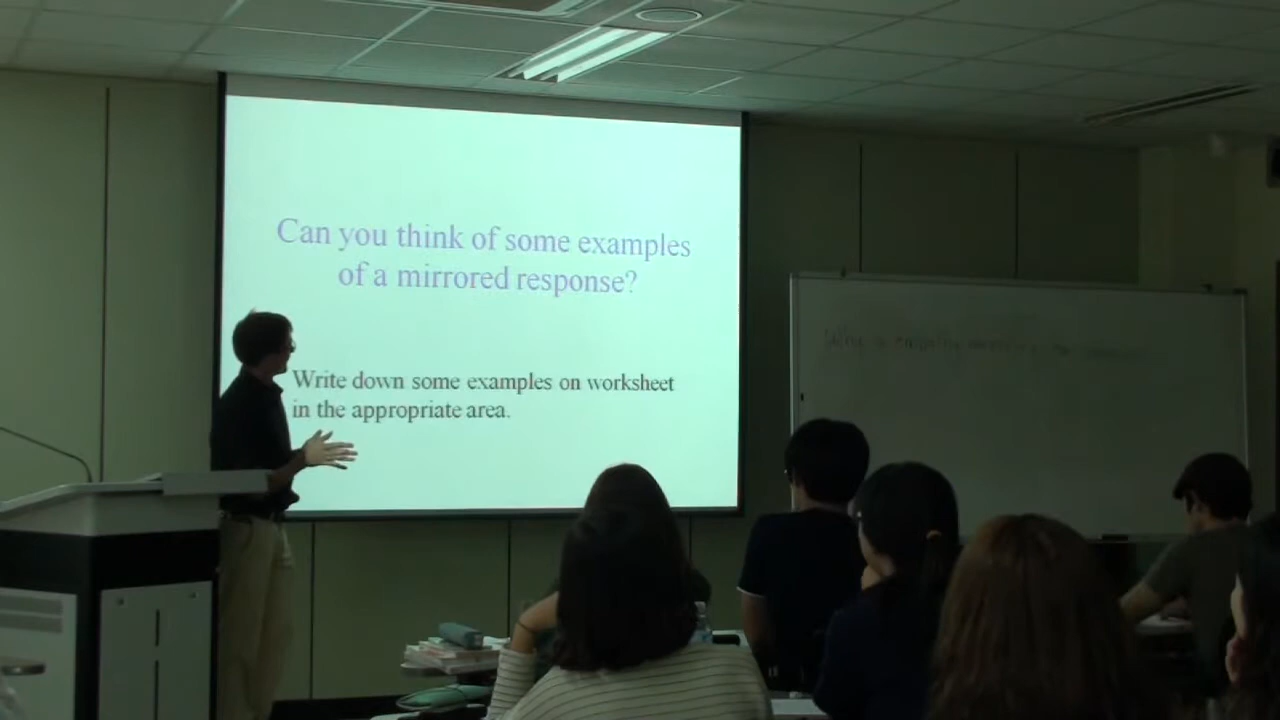 Can you think of some examples
of a mirrored response?
Write down some examples on worksheet
in the appropriate area.